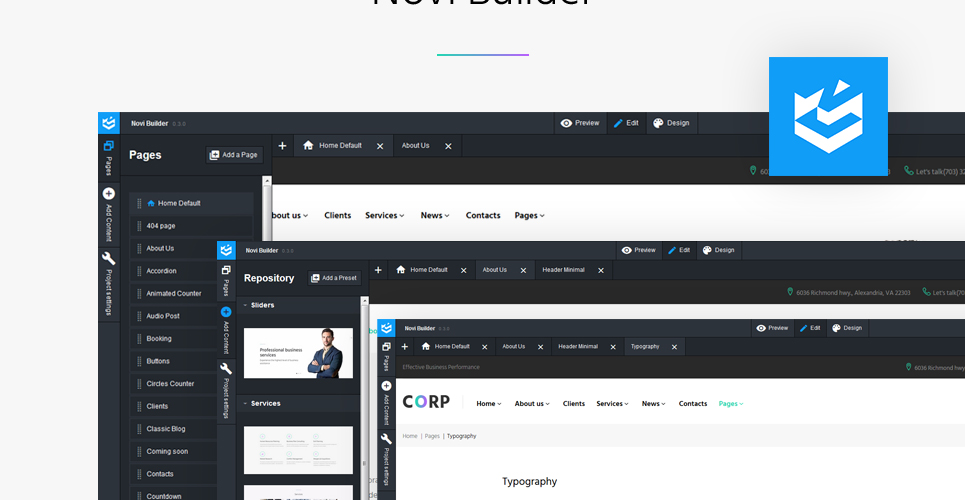 Novi Builder
Novi Builder 0.3.0
Preview
Edit
Design
Pages
Add Content
Project settings
Pages
Add a Page
Home Default
About Us
Home Default
404 page
About Us
Accordion
Animated Counter
Audio Post
Booking
Buttons
Circles Counter
Clients
Classic Blog
Coming soon
Contacts
Countdown
Let's talk(703) 32
bout us
Clients
Services
News
Contacts
Pages
Novi Builder 0.3.0
Preview
Edit
Design
Pages
Add Content
Project settings
Repository
Add a Preset
Sliders
Professional business
services
Services
Home Default
About Us
Header Minimal
6036 Richmond hwy., Alexandria, VA 22303
Let's talk(70
Novi Builder 0.3.0
Preview
Edit
Design
Pages
Add Content
Project settings
Home Default
About Us
Header Minimal
Typography
Effective Business Performance
6036 Richmond hwy
CORP
Home
About us
Clients
Services
News
Contacts
Pages
Home | Pages | Typography
Typography